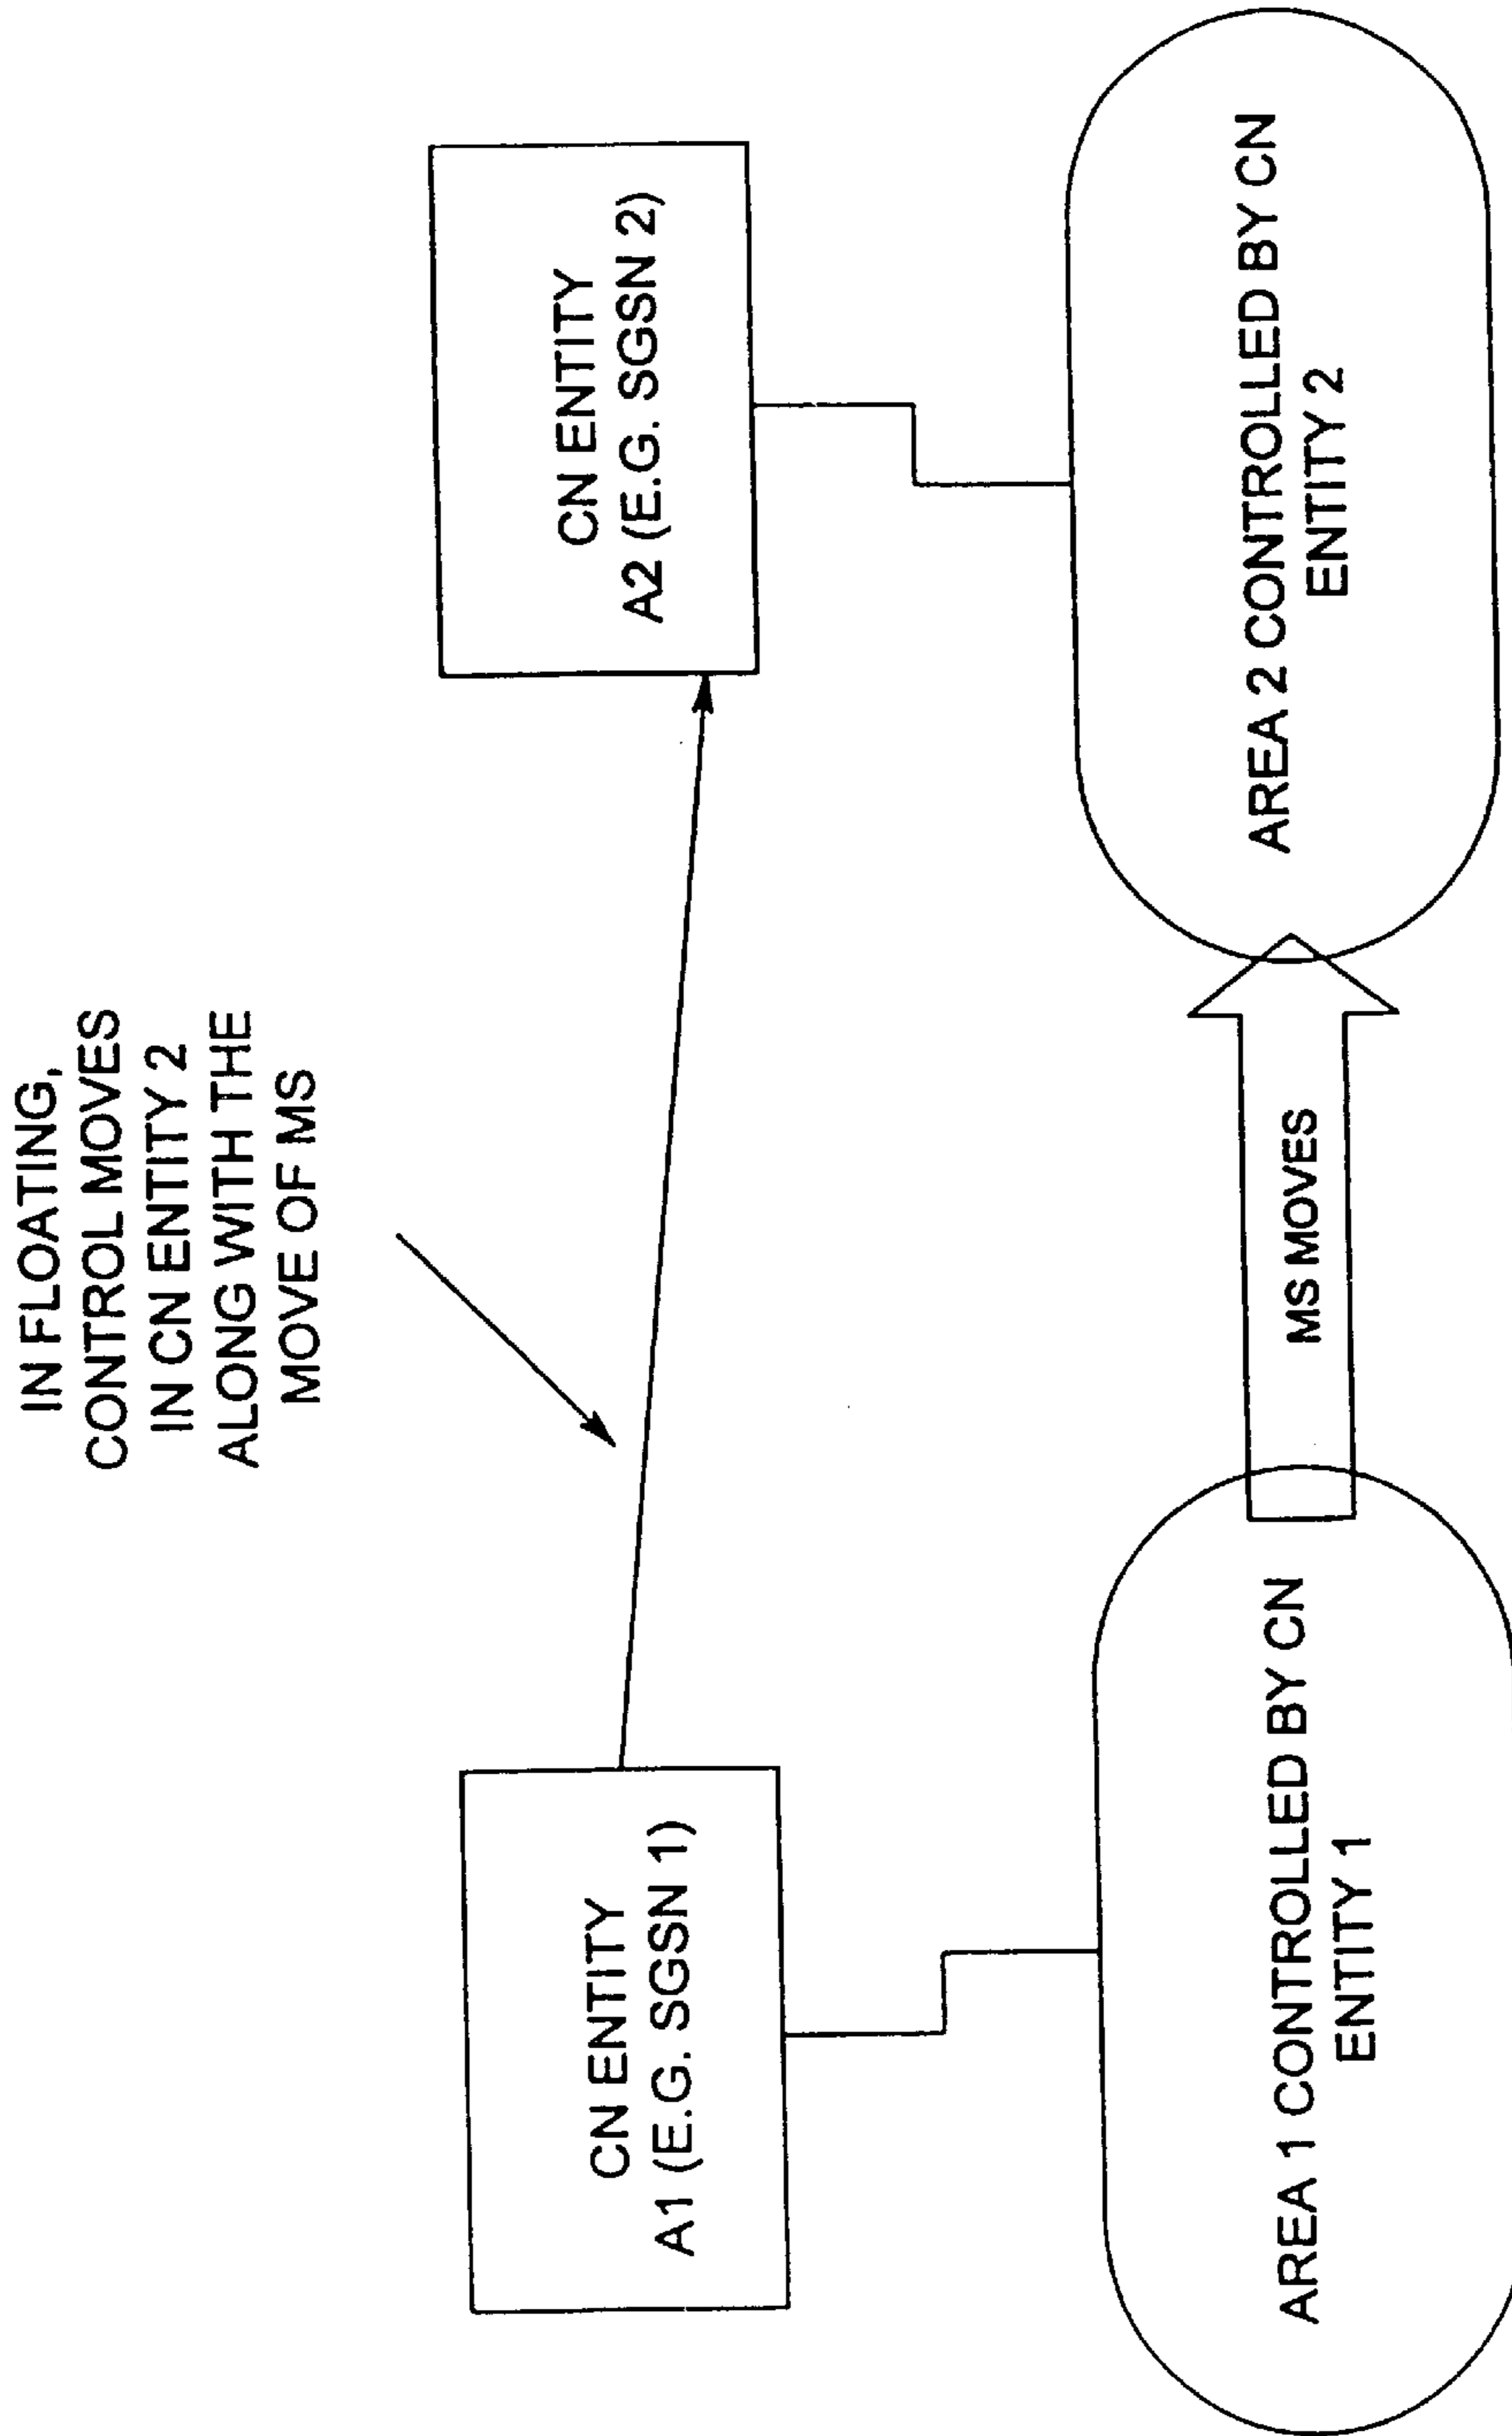 IN FLOATING,
CONTROL MOVES
IN CN ENTITY 2
ALONG WITH THE
MOVE OF MS
CN ENTITY
A1 (E.G. SGSN 1)
CN ENTITY
A2 (E.G. SGSN 2)
AREA 1 CONTROLLED BY CN
ENTITY 1
MS MOVES
AREA 2 CONTROLLED BY CN
ENTITY 2